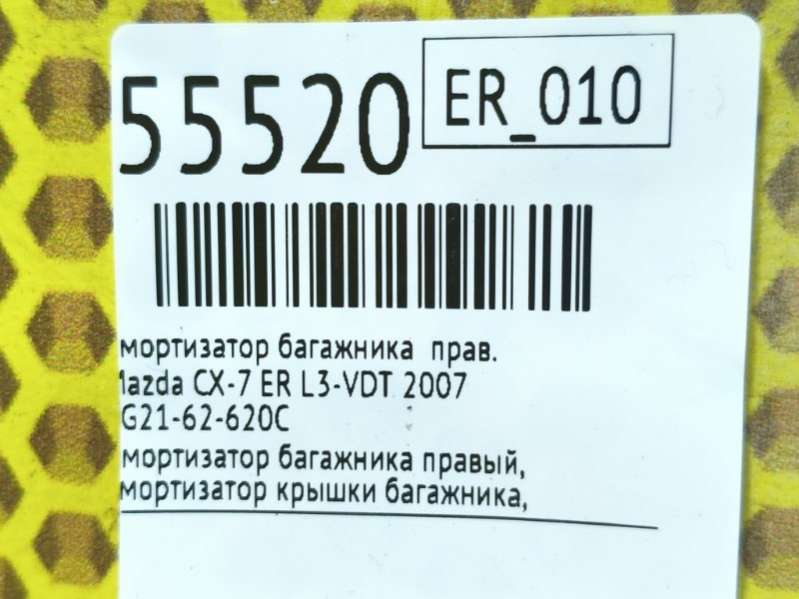 55520
ER_010
мортизатор багажника прав.
azda CX-7 ER L3-VDT 2007
G21-62-620C
мортизатор багажника правый,
мортизатор крышки багажника,